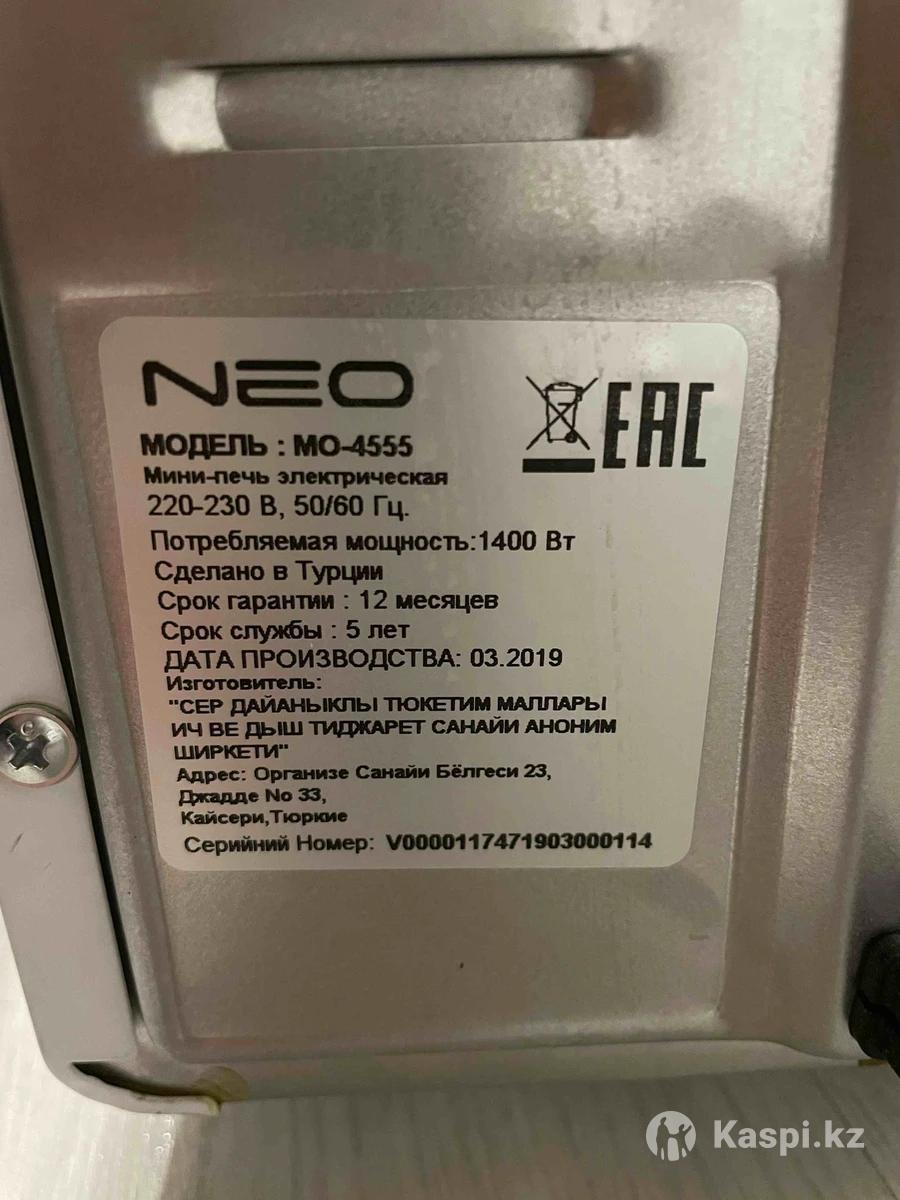 NEO
EAC
МОДЕЛЬ : MO-4555
Мини-печь электрическая
220-230 В, 50/60 Гц.
Потребляемая мощность:1400 Вт
Сделано в Турции
Срок гарантии : 12 месяцев
Срок службы : 5 лет
ДАТА ПРОИЗВОДСТВА: 03.2019
Изготовитель:
"СЕР ДАЙАНЫКЛЫ ТЮКЕТИМ МАЛЛАРЫ
ИЧ ВЕ ДЫШ ТИДЖАРЕТ САНАЙИ АНОНИМ
ШИРКЕТИ"
Адрес: Организе Санайи Бёлгеси 23,
Джадде No 33,
Кайсери,Тюркие
Серийний Номер: V0000117471903000114
Kaspi.kz